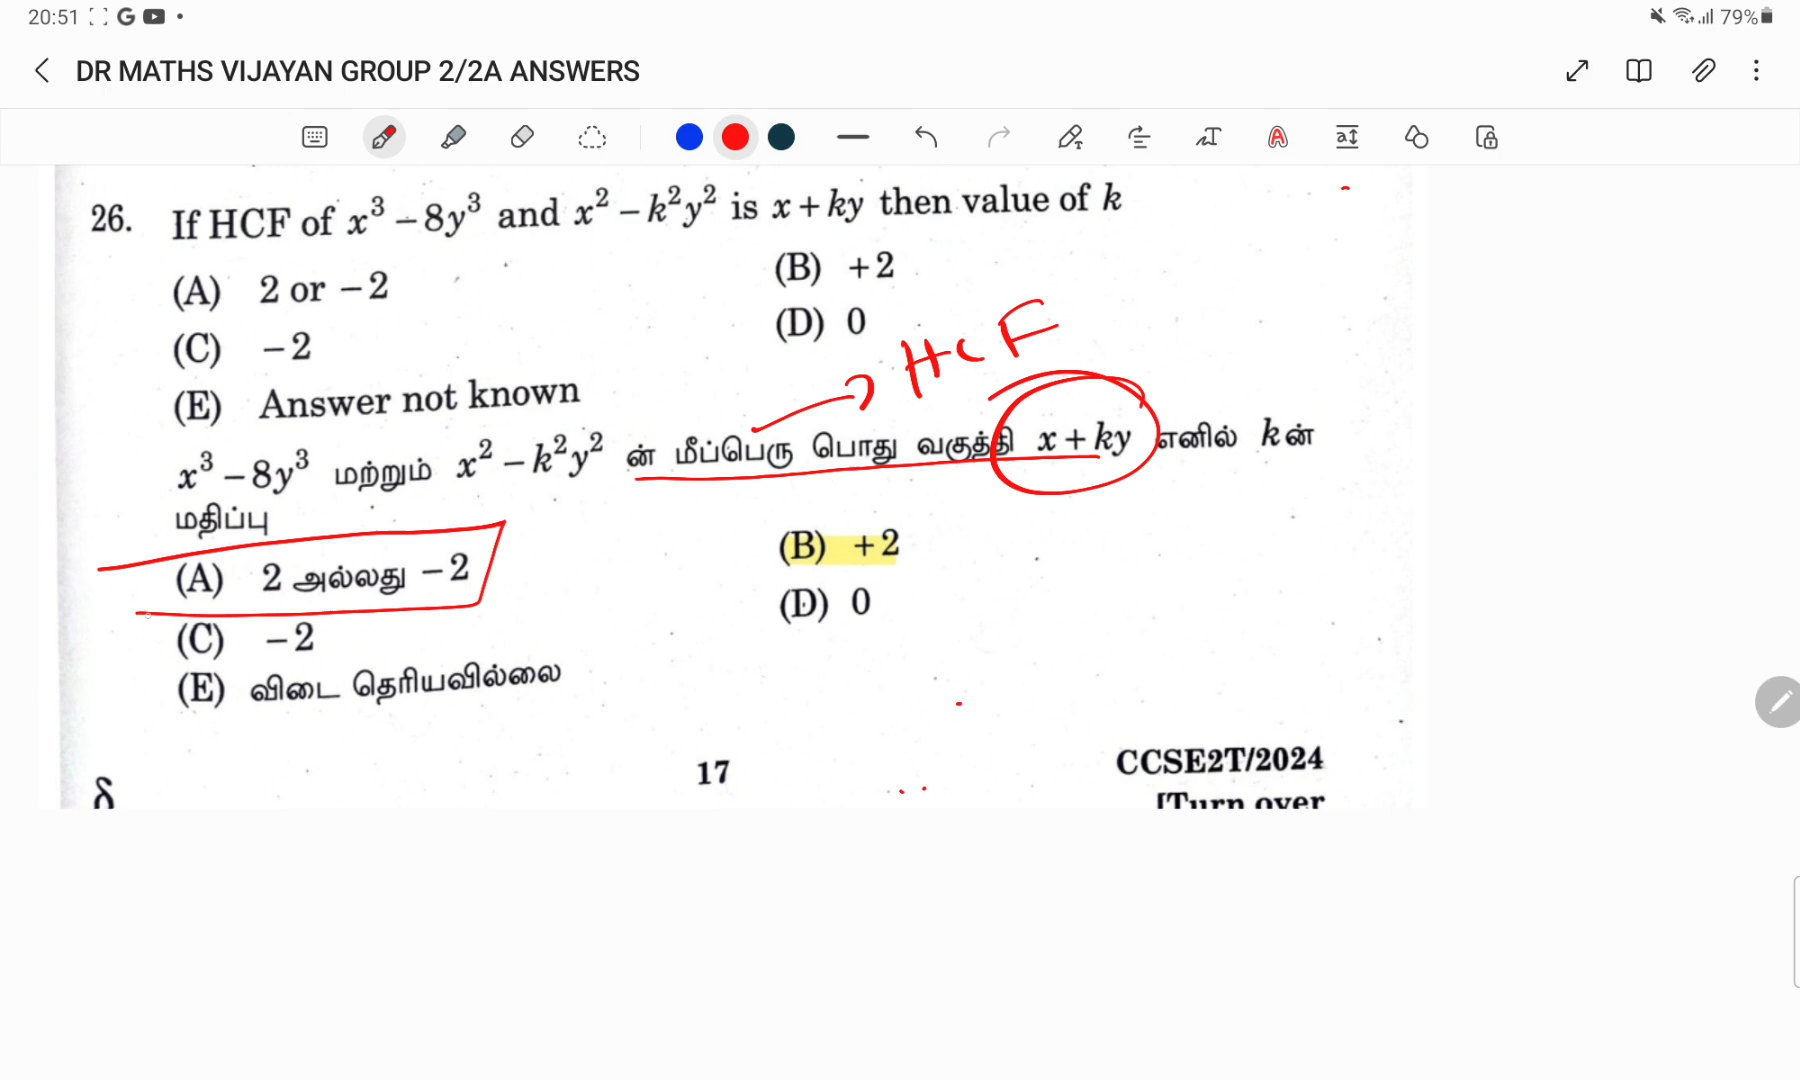 20:51 79%
DR MATHS VIJAYAN GROUP 2/2A ANSWERS
26. If HCF of x³ – 8y³ and x² – k²y² is x + ky then value of k
(A) 2 or – 2 (B) + 2
(C) – 2 (D) 0
(E) Answer not known
HCF
x³ – 8y³ மற்றும் x² – k²y² ன் மீப்பெரு பொது வகுத்தி x + ky எனில் k ன்
மதிப்பு
(A) 2 அல்லது – 2 (B) + 2
(C) – 2 (D) 0
(E) விடை தெரியவில்லை
δ 17 CCSE2T/2024
[Turn over